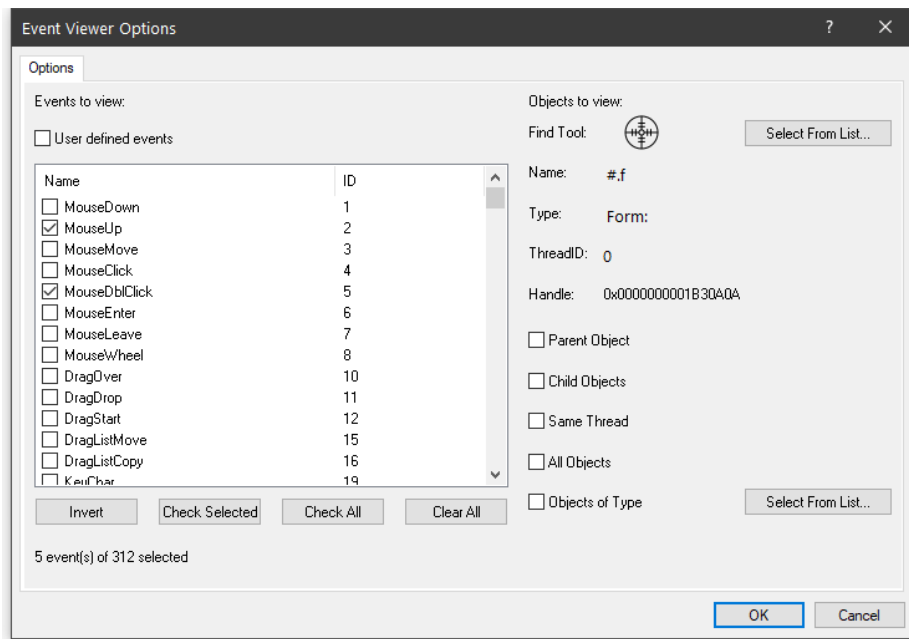 Event Viewer Options
?
Options
Events to view:
User defined events
Name ID
MouseDown 1
MouseUp 2
MouseMove 3
MouseClick 4
MouseDblClick 5
MouseEnter 6
MouseLeave 7
MouseWheel 8
DragOver 10
DragDrop 11
DragStart 12
DragListMove 15
DragListCopy 16
KeyChar 19
Invert Check Selected Check All Clear All
5 event(s) of 312 selected
Objects to view:
Find Tool: Select From List...
Name: #.f
Type: Form:
ThreadID: 0
Handle: 0x0000000001B30A0A
Parent Object
Child Objects
Same Thread
All Objects
Objects of Type Select From List...
OK Cancel